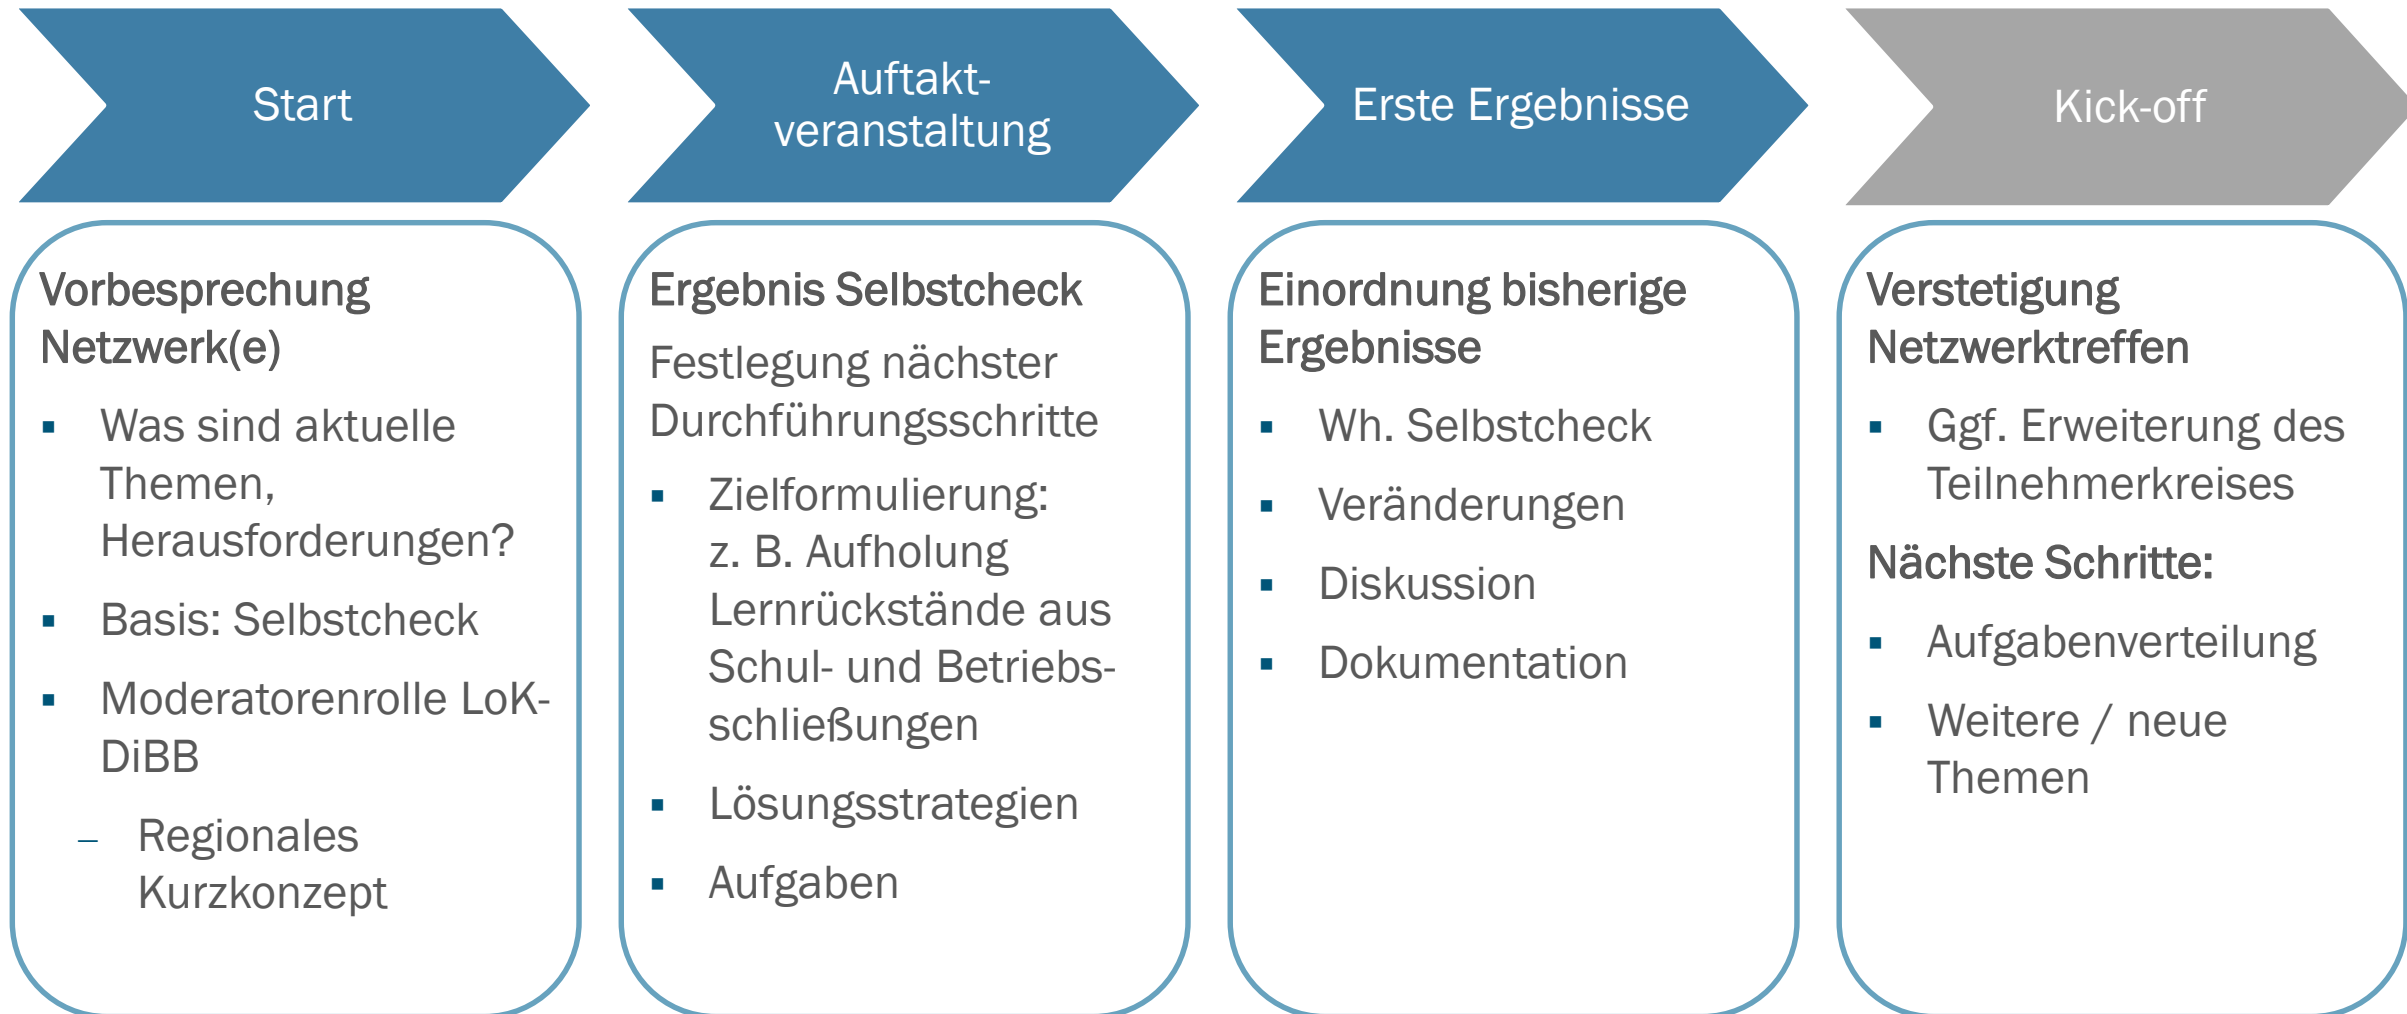 Start
Vorbesprechung
Netzwerk(e)
▪ Was sind aktuelle
Themen,
Herausforderungen?
▪ Basis: Selbstcheck
▪ Moderatorenrolle LoK-
DiBB
– Regionales
Kurzkonzept
Auftakt-
veranstaltung
Ergebnis Selbstcheck
Festlegung nächster
Durchführungsschritte
▪ Zielformulierung:
z. B. Aufholung
Lernrückstände aus
Schul- und Betriebs-
schließungen
▪ Lösungsstrategien
▪ Aufgaben
Erste Ergebnisse
Einordnung bisherige
Ergebnisse
▪ Wh. Selbstcheck
▪ Veränderungen
▪ Diskussion
▪ Dokumentation
Kick-off
Verstetigung
Netzwerktreffen
▪ Ggf. Erweiterung des
Teilnehmerkreises
Nächste Schritte:
▪ Aufgabenverteilung
▪ Weitere / neue
Themen